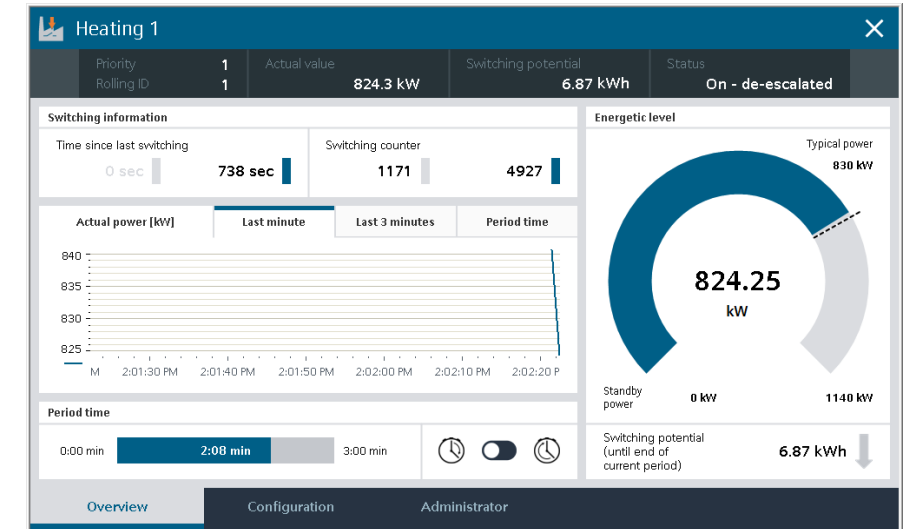 Heating 1
Priority 1 Actual value Switching potential Status
Rolling ID 1 824.3 kW 6.87 kWh On - de-escalated
Switching information
Time since last switching Switching counter
0 sec 738 sec 1171 4927
Actual power [kW] Last minute Last 3 minutes Period time
840
835
830
825
M 2:01:30 PM 2:01:40 PM 2:01:50 PM 2:02:00 PM 2:02:10 PM 2:02:20 P
Period time
0:00 min 2:08 min 3:00 min
Energetic level
Typical power
830 kW
824.25
kW
Standby
power
0 kW 1140 kW
Switching potential
(until end of
current period)
6.87 kWh
Overview Configuration Administrator